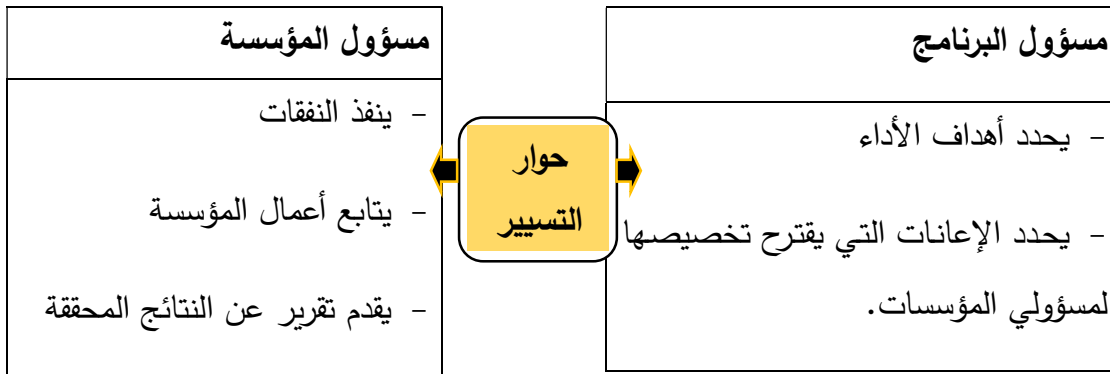 مسؤول البرنامج
- يحدد أهداف الأداء
- يحدد الإعانات التي يقترح تخصيصها
لمسؤولي المؤسسات.
حوار
التسيير
مسؤول المؤسسة
- ينفذ النفقات
- يتابع أعمال المؤسسة
- يقدم تقرير عن النتائج المحققة